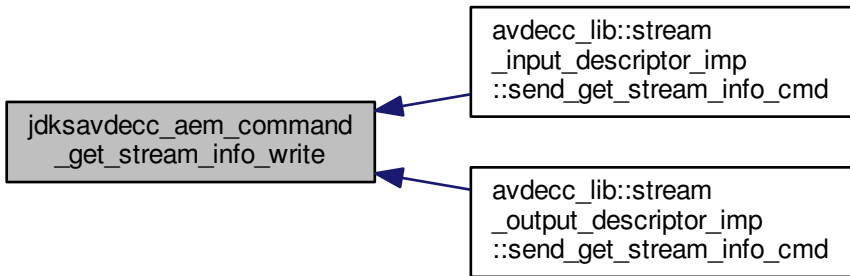 jdksavdecc_aem_command
_get_stream_info_write
avdecc_lib::stream
_input_descriptor_imp
::send_get_stream_info_cmd
avdecc_lib::stream
_output_descriptor_imp
::send_get_stream_info_cmd